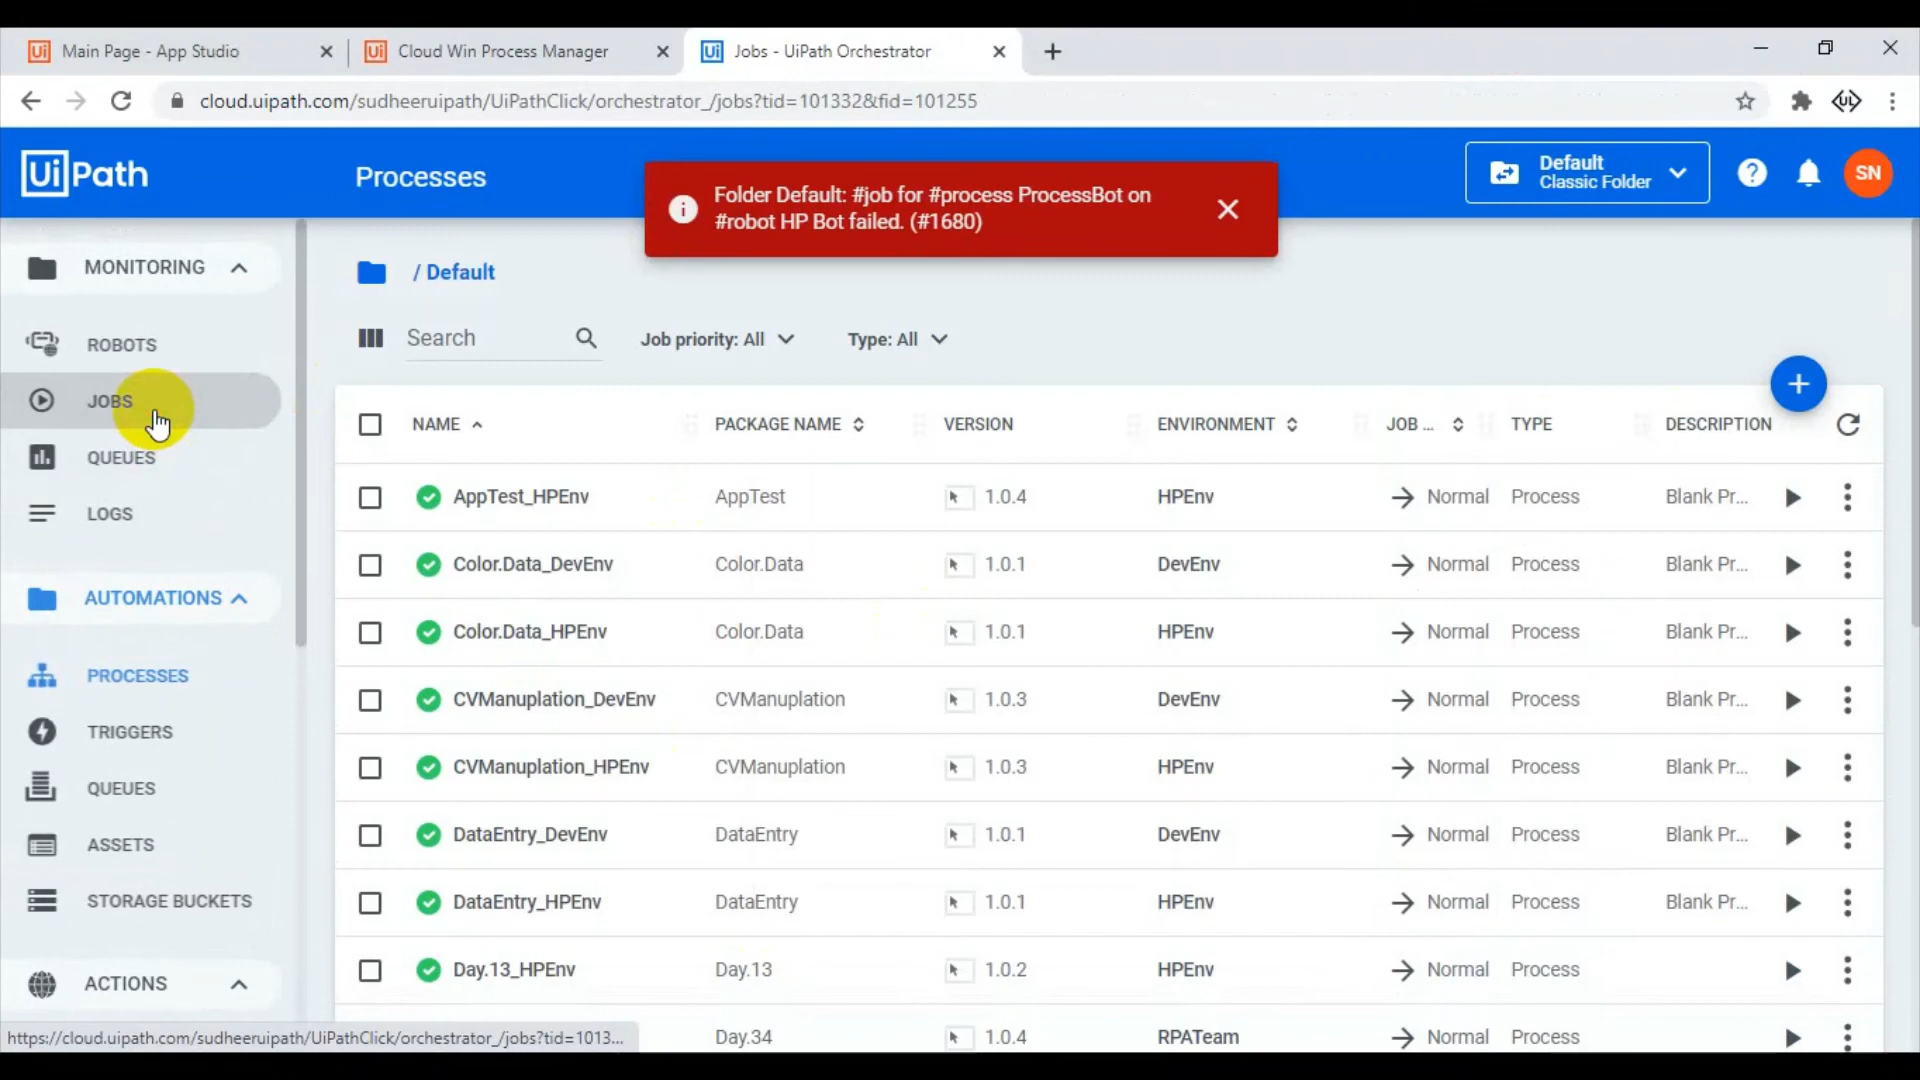 Main Page - App Studio
Cloud Win Process Manager
Jobs - UiPath Orchestrator
cloud.uipath.com/sudheeruipath/UiPathClick/orchestrator_/jobs?tid=101332&fid=101255
UiPath
Processes
Folder Default: #job for #process ProcessBot on
#robot HP Bot failed. (#1680)
Default
Classic Folder
SN
MONITORING
ROBOTS
JOBS
QUEUES
LOGS
AUTOMATIONS
PROCESSES
TRIGGERS
QUEUES
ASSETS
STORAGE BUCKETS
ACTIONS
https://cloud.uipath.com/sudheeruipath/UiPathClick/orchestrator_/jobs?tid=1013...
/ Default
Search Job priority: All Type: All
NAME PACKAGE NAME VERSION ENVIRONMENT JOB ... TYPE DESCRIPTION
AppTest_HPEnv AppTest 1.0.4 HPEnv Normal Process Blank Pr...
Color.Data_DevEnv Color.Data 1.0.1 DevEnv Normal Process Blank Pr...
Color.Data_HPEnv Color.Data 1.0.1 HPEnv Normal Process Blank Pr...
CVManuplation_DevEnv CVManuplation 1.0.3 DevEnv Normal Process Blank Pr...
CVManuplation_HPEnv CVManuplation 1.0.3 HPEnv Normal Process Blank Pr...
DataEntry_DevEnv DataEntry 1.0.1 DevEnv Normal Process Blank Pr...
DataEntry_HPEnv DataEntry 1.0.1 HPEnv Normal Process Blank Pr...
Day.13_HPEnv Day.13 1.0.2 HPEnv Normal Process
Day.34 1.0.4 RPATeam Normal Process